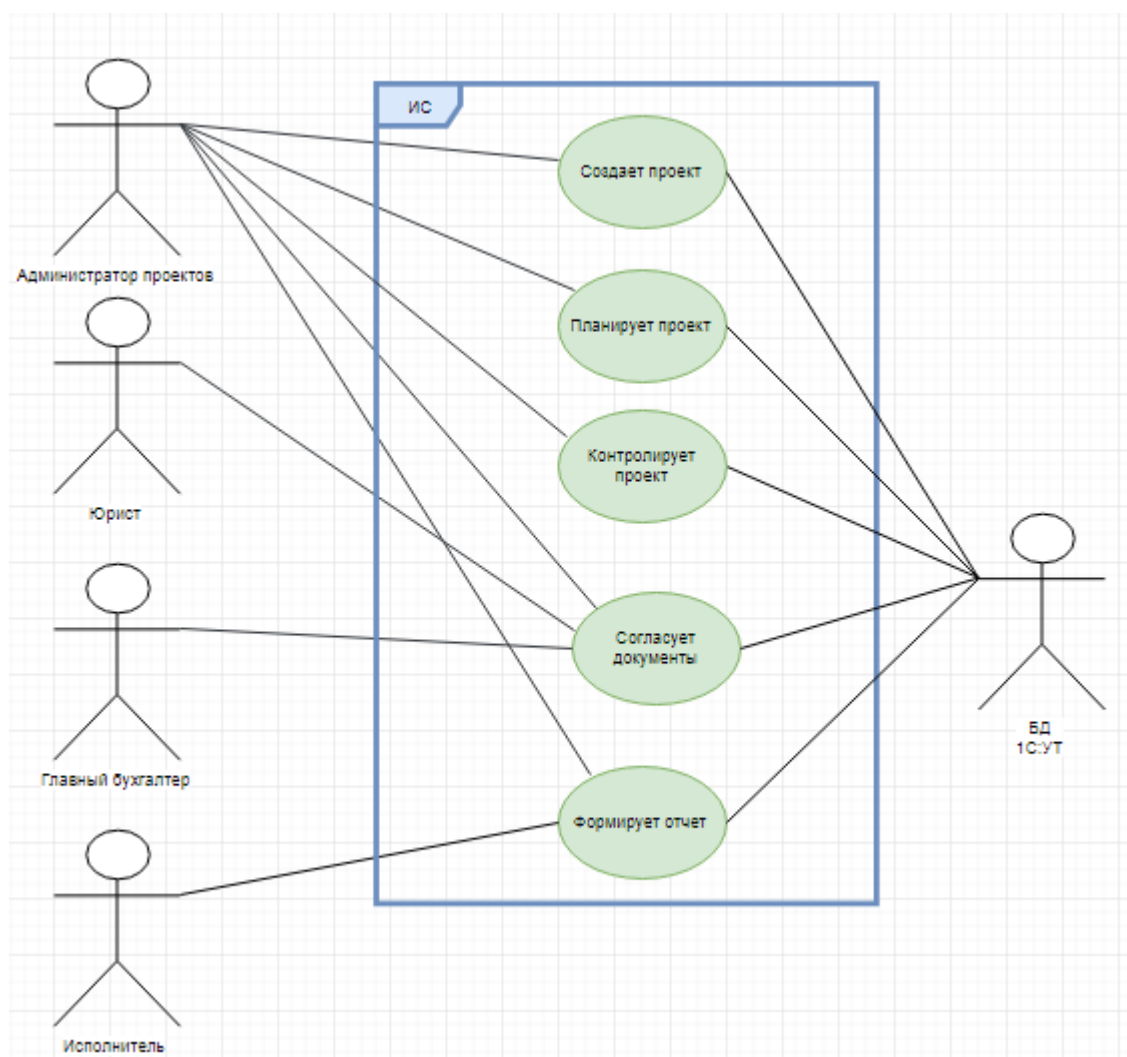 ИС
Создает проект
Администратор проектов
Планирует проект
Контролирует
проект
Юрист
Согласует
документы
БД
1С:УТ
Главный бухгалтер
Формирует отчет
Исполнитель